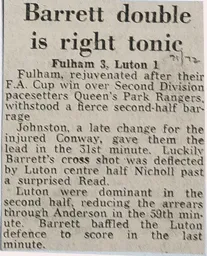 Barrett double
is right tonic
71/72
Fulham 3, Luton 1
Fulham, rejuvenated after their
F.A. Cup win over Second Division
pacesetters Queen's Park Rangers,
withstood a fierce second-half bar-
rage
Johnston, a late change for the
injured Conway, gave them the
lead in the 31st minute. Luckily
Barrett's cross shot was deflected
by Luton centre half Nicholl past
a surprised Read.
Luton were dominant in the
second half, reducing the arrears
through Anderson in the 59th min-
ute. Barrett baffled the Luton
defence to score in the last
minute.